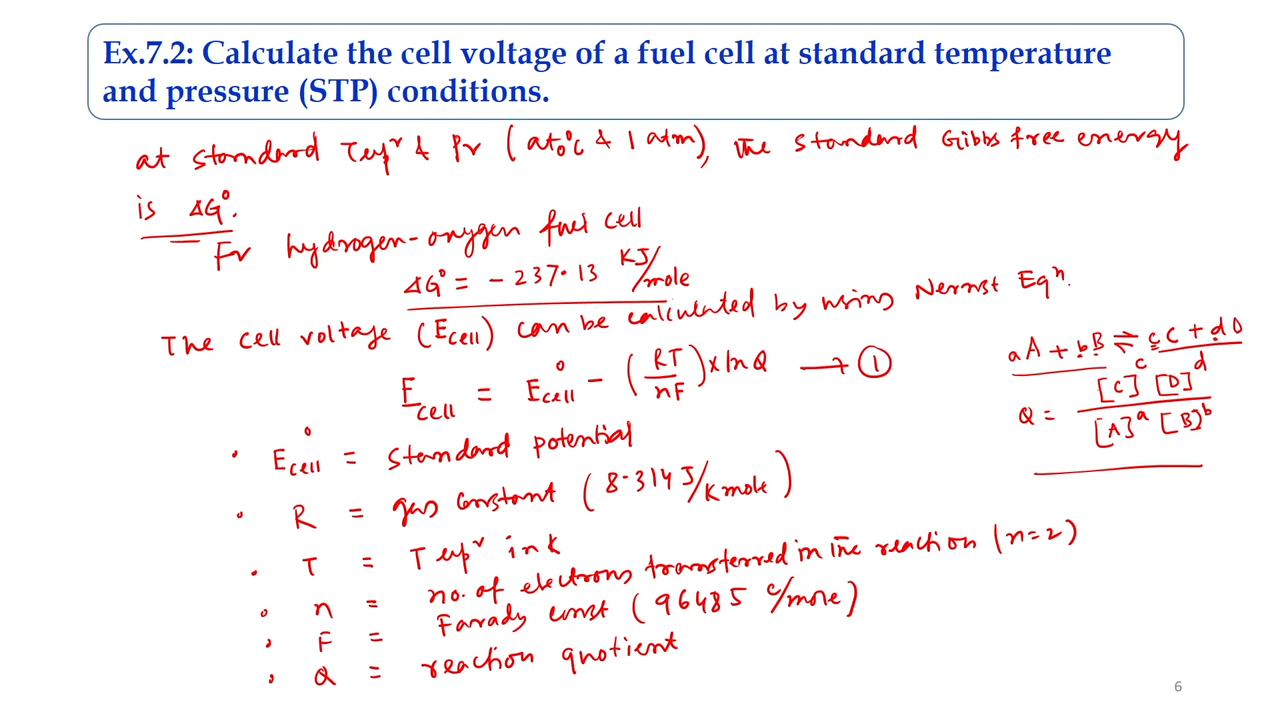 Ex.7.2: Calculate the cell voltage of a fuel cell at standard temperature
and pressure (STP) conditions.
at standard Tempr & Pr (at 0°C & 1 atm), the standard Gibbs free energy
is ΔG°.
For hydrogen-oxygen fuel cell
ΔG° = - 237.13 KJ/mole
The cell voltage (Ecell) can be calculated by using Nernst Eqn.
Ecell = E°cell - (RT/nF) x ln Q → ①
aA + bB ⇌ cC + dD
Q = [C]^c [D]^d / [A]^a [B]^b
• E°cell = standard potential
• R = gas constant (8.314 J/K mole)
• T = Tempr in K
• n = no. of electrons transferred in the reaction (n=2)
• F = Farady const (96485 C/mole)
• Q = reaction quotient
6